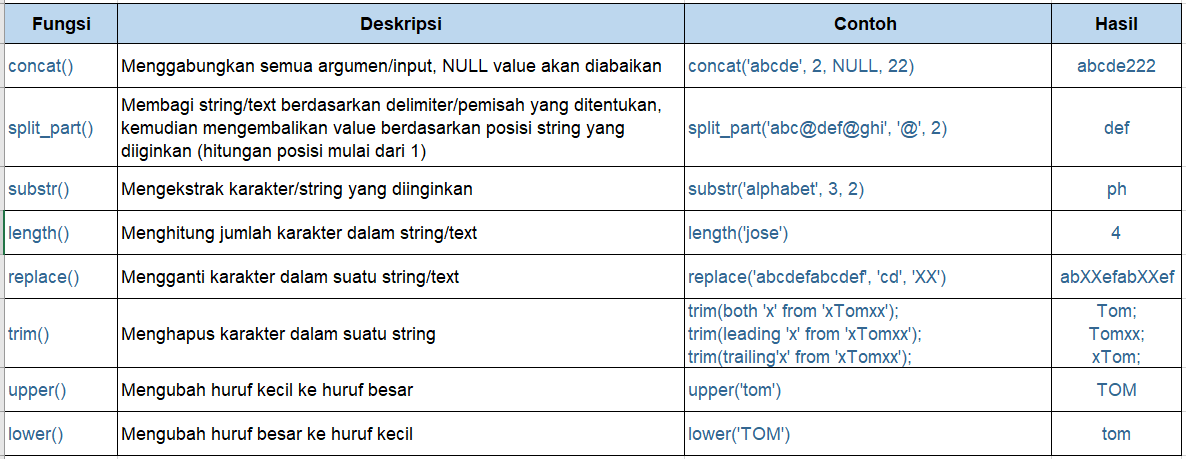 Fungsi Deskripsi Contoh Hasil
concat() Menggabungkan semua argumen/input, NULL value akan diabaikan concat('abcde', 2, NULL, 22) abcde222
Membagi string/text berdasarkan delimiter/pemisah yang ditentukan,
split_part() kemudian mengembalikan value berdasarkan posisi string yang split_part('abc@def@ghi', '@', 2) def
diiginkan (hitungan posisi mulai dari 1)
substr() Mengekstrak karakter/string yang diinginkan substr('alphabet', 3, 2) ph
length() Menghitung jumlah karakter dalam string/text length('jose') 4
replace() Mengganti karakter dalam suatu string/text replace('abcdefabcdef', 'cd', 'XX') abXXefabXXef
trim(both 'x' from 'xTomxx'); Tom;
trim() Menghapus karakter dalam suatu string trim(leading 'x' from 'xTomxx'); Tomxx;
trim(trailing'x' from 'xTomxx'); xTom;
upper() Mengubah huruf kecil ke huruf besar upper('tom') TOM
lower() Mengubah huruf besar ke huruf kecil lower('TOM') tom